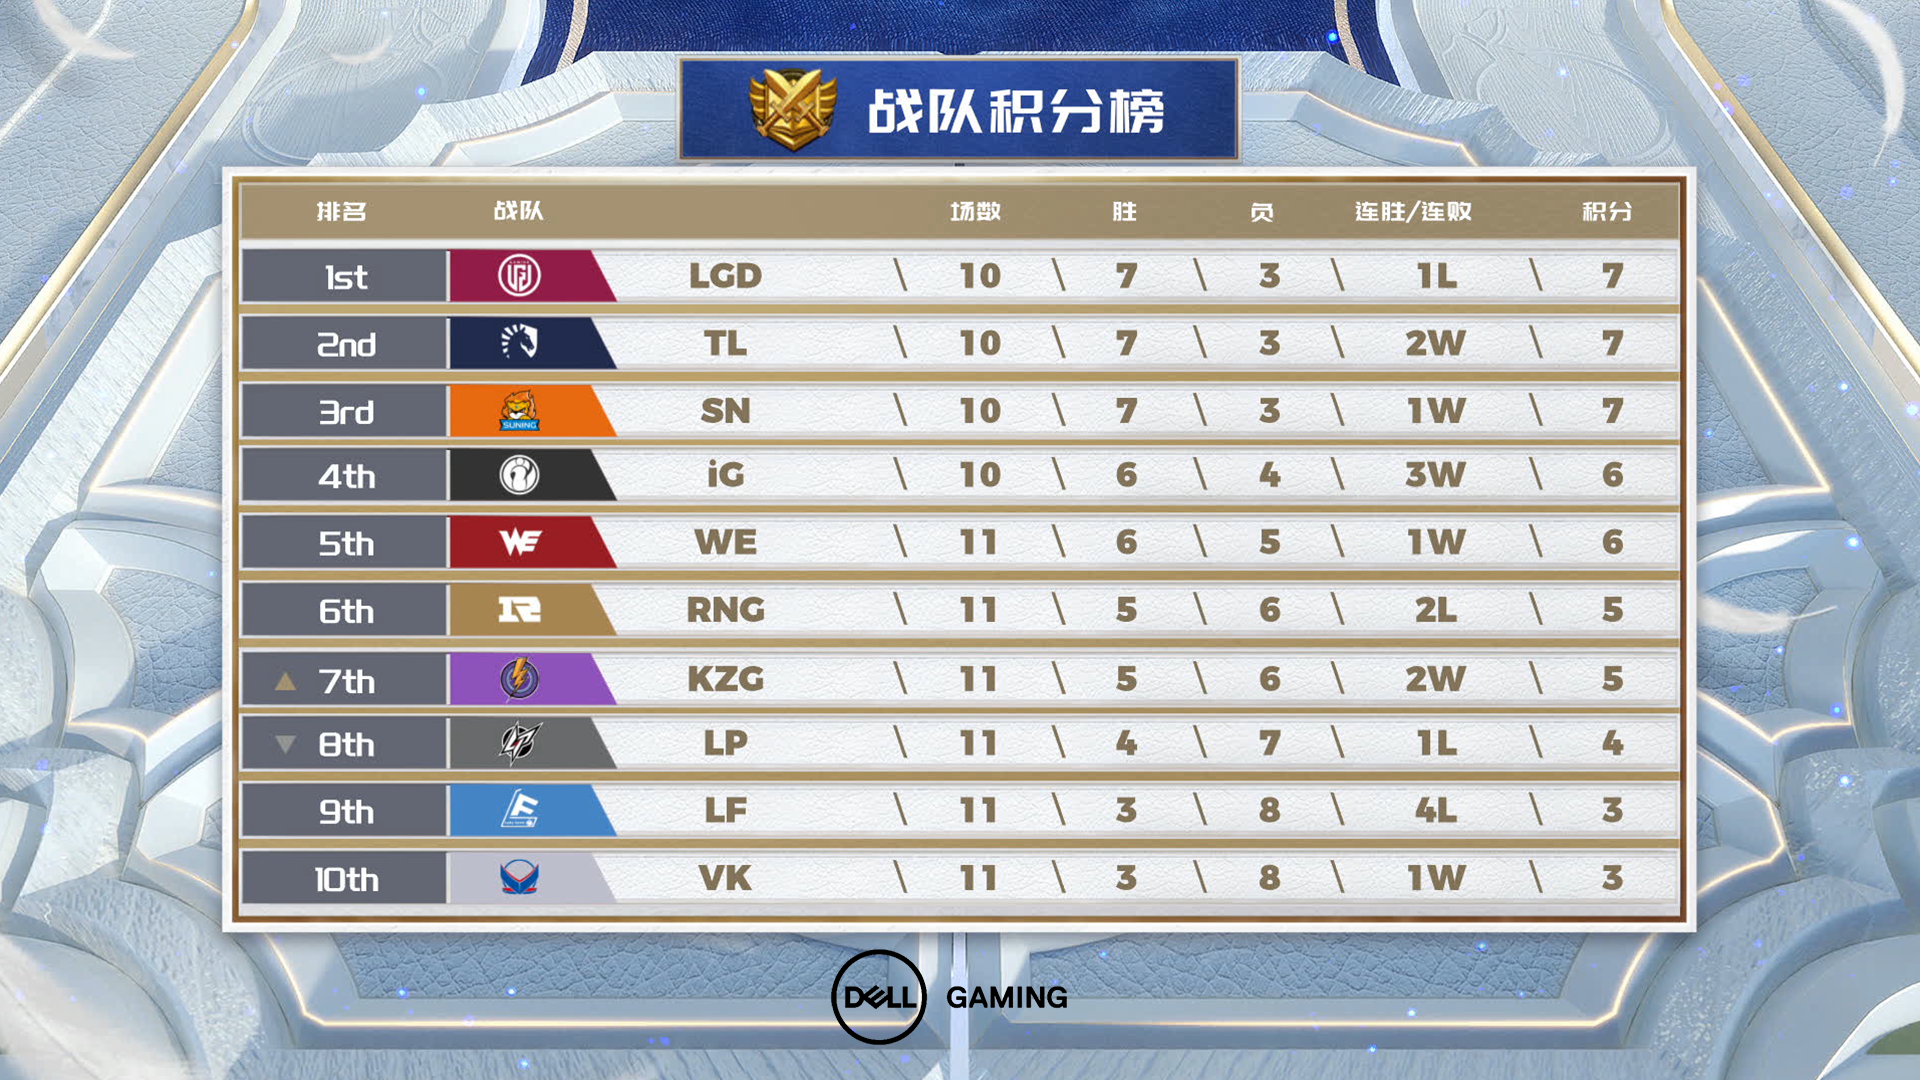 战队积分榜
排名 战队 场数 胜 负 连胜/连败 积分
1st LGD \ 10 \ 7 \ 3 \ 1L \ 7
2nd TL \ 10 \ 7 \ 3 \ 2W \ 7
3rd SUNING SN \ 10 \ 7 \ 3 \ 1W \ 7
4th iG \ 10 \ 6 \ 4 \ 3W \ 6
5th WE WE \ 11 \ 6 \ 5 \ 1W \ 6
6th RNG \ 11 \ 5 \ 6 \ 2L \ 5
▲ 7th KZG \ 11 \ 5 \ 6 \ 2W \ 5
▼ 8th LP \ 11 \ 4 \ 7 \ 1L \ 4
9th LF \ 11 \ 3 \ 8 \ 4L \ 3
10th VK \ 11 \ 3 \ 8 \ 1W \ 3
DELL GAMING